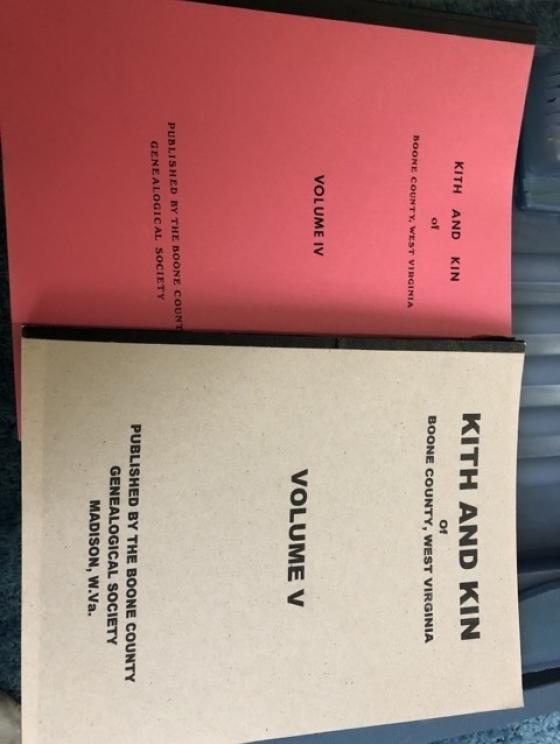 KITH AND KIN
of
BOONE COUNTY, WEST VIRGINIA
VOLUME IV
PUBLISHED BY THE BOONE COUNT
GENEALOGICAL SOCIETY
KITH AND KIN
of
BOONE COUNTY, WEST VIRGINIA
VOLUME V
PUBLISHED BY THE BOONE COUNTY
GENEALOGICAL SOCIETY
MADISON, W.Va.